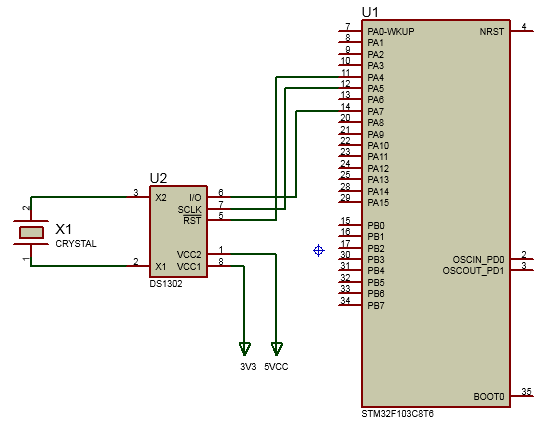 U1
7 PA0-WKUP NRST 4
8 PA1
9 PA2
10 PA3
11 PA4
12 PA5
13 PA6
14 PA7
20 PA8
21 PA9
22 PA10
23 PA11
24 PA12
25 PA13
28 PA14
29 PA15
15 PB0
16 PB1
17 PB2
30 PB3 OSCIN_PD0 2
31 PB4 OSCOUT_PD1 3
32 PB5
33 PB6
34 PB7
BOOT0 35
STM32F103C8T6
U2
3 X2 I/O 6
SCLK 7
RST 5
VCC2 1
2 X1 VCC1 8
DS1302
2
X1
CRYSTAL
1
3V3 5VCC